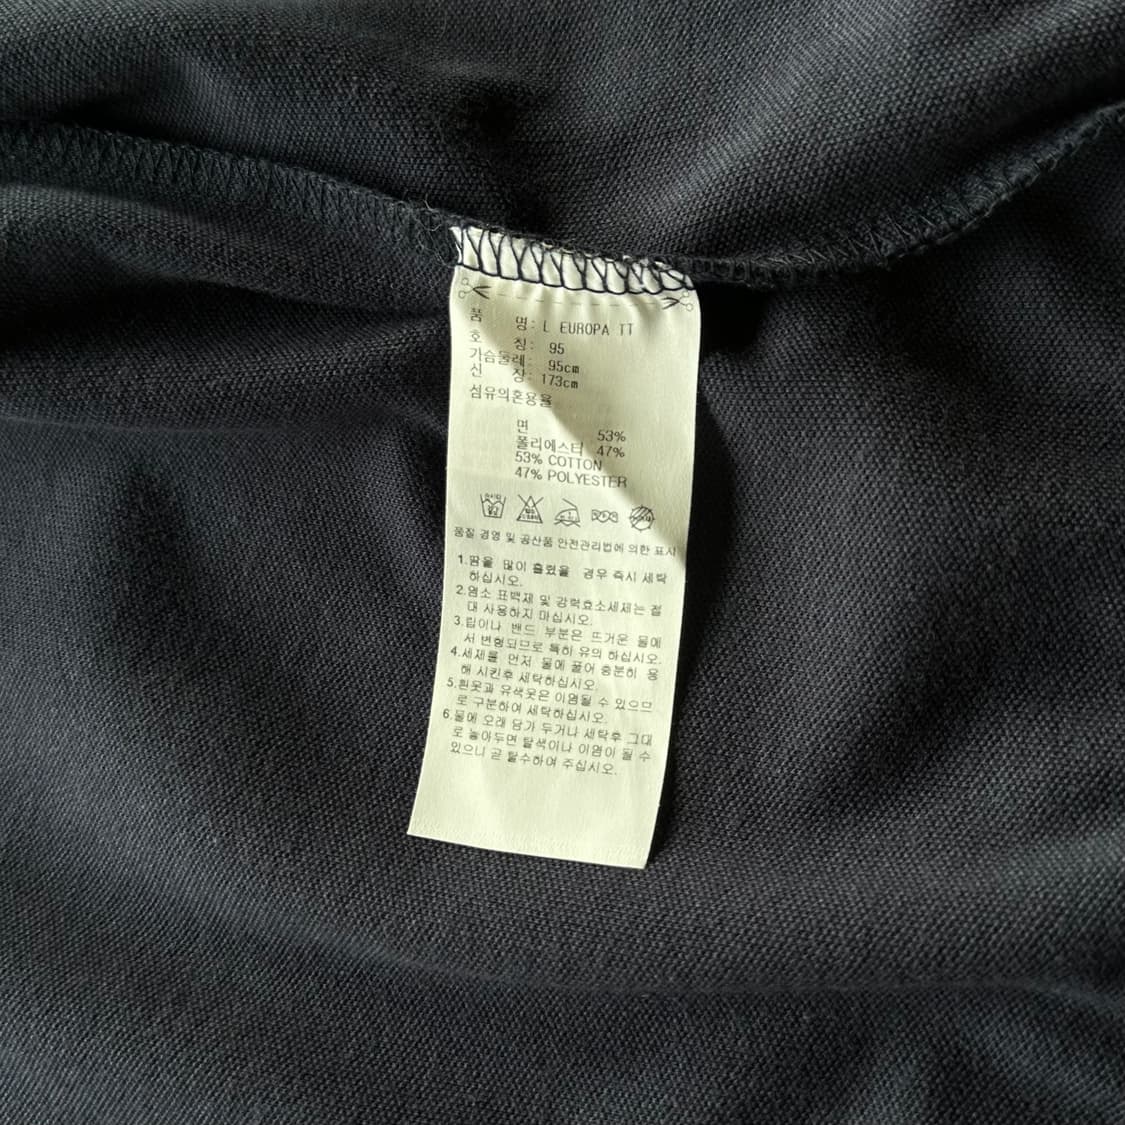 품 명: L EUROPA TT
호 칭: 95
가슴둘레: 95cm
신 장: 173cm
섬유의혼용율
면 53%
폴리에스티 47%
53% COTTON
47% POLYESTER
품질 경영 및 공산품 안전관리법에 의한 표시
1.땀을 많이 흘렸을 경우 즉시 세탁
하십시오.
2.염소 표백제 및 강력효소세제는 절
대 사용하지 마십시오.
3.립이나 밴드 부분은 뜨거운 물에
서 변형되므로 특히 유의 하십시오.
4.세제를 먼저 물에 풀어 충분히 용
해 시킨후 세탁하십시오.
5.흰옷과 유색옷은 이염될 수 있으므
로 구분하여 세탁하십시오.
6.물에 오래 담가 두거나 세탁후 그대
로 놓아두면 탈색이나 이염이 될 수
있으니 곧 탈수하여 주십시오.